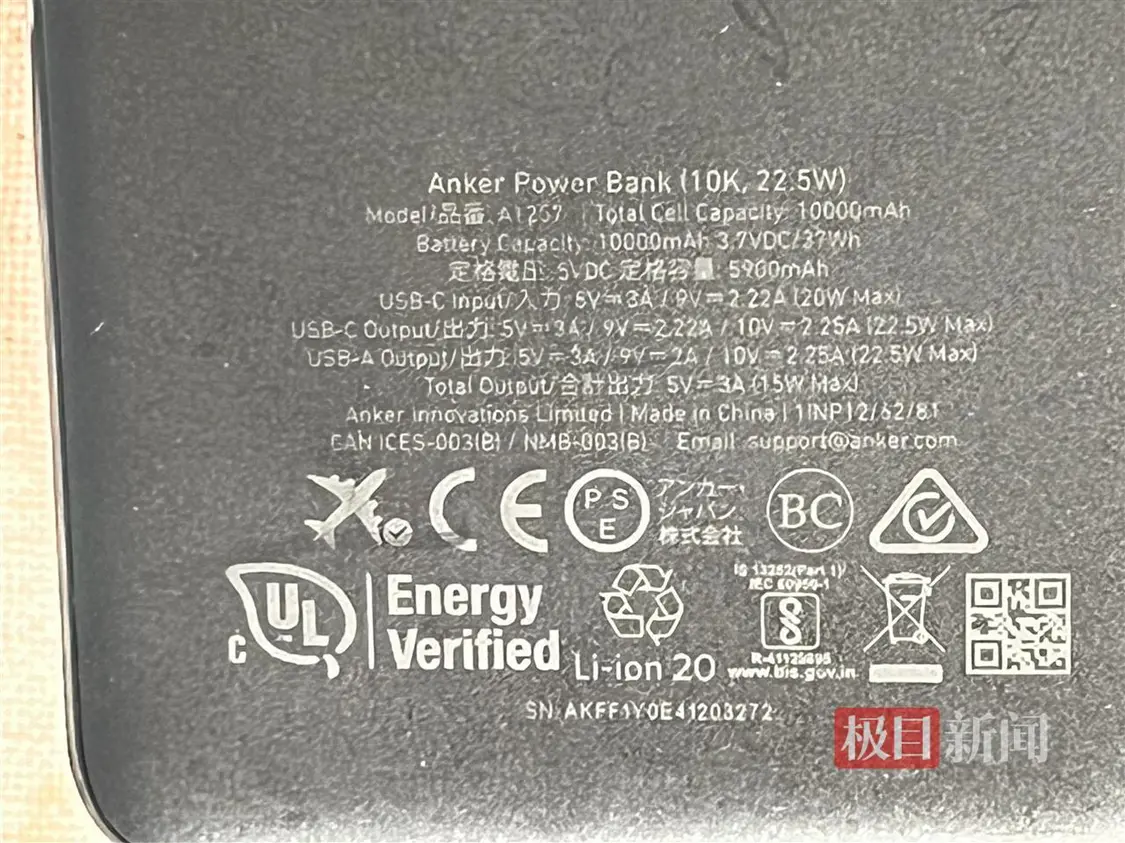 Anker Power Bank (10K, 22.5W)
Model/品番: A1257 | Total Cell Capacity: 10000mAh
Battery Capacity: 10000mAh 3.7VDC/37Wh
定格電圧: 5VDC 定格容量: 5900mAh
USB-C Input/入力: 5V=3A / 9V=2.22A (20W Max)
USB-C Output/出力: 5V=3A / 9V=2.22A / 10V=2.25A (22.5W Max)
USB-A Output/出力: 5V=3A / 9V=2A / 10V=2.25A (22.5W Max)
Total Output/合計出力: 5V=3A (15W Max)
Anker Innovations Limited | Made in China | 1INP12/62/81
CAN ICES-003(B) / NMB-003(B) Email: support@anker.com
CE
PSE
アンカー・
ジャパン
株式会社
BC
c UL Energy
Verified
Li-ion 20
IS 13252(Part 1)/
IEC 60950-1
www.bis.gov.in
SN: AKFF1Y0E41203272
极目新闻